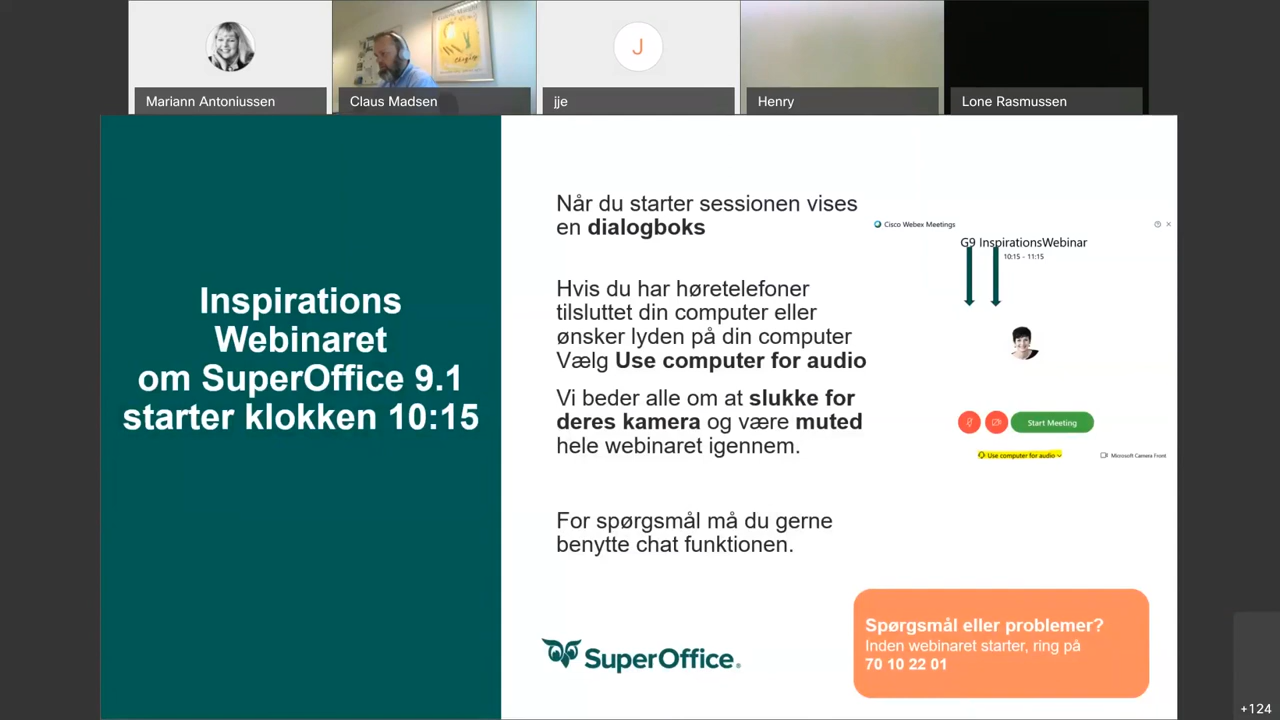 Mariann Antoniussen
Claus Madsen
J
jje
Henry
Lone Rasmussen
Inspirations
Webinaret
om SuperOffice 9.1
starter klokken 10:15
Når du starter sessionen vises
en dialogboks
Hvis du har høretelefoner
tilsluttet din computer eller
ønsker lyden på din computer
Vælg Use computer for audio
Vi beder alle om at slukke for
deres kamera og være muted
hele webinaret igennem.
For spørgsmål må du gerne
benytte chat funktionen.
Cisco Webex Meetings
G9 InspirationsWebinar
10:15 - 11:15
Start Meeting
Use computer for audio
Microsoft Camera Front
SuperOffice
Spørgsmål eller problemer?
Inden webinaret starter, ring på
70 10 22 01
+124